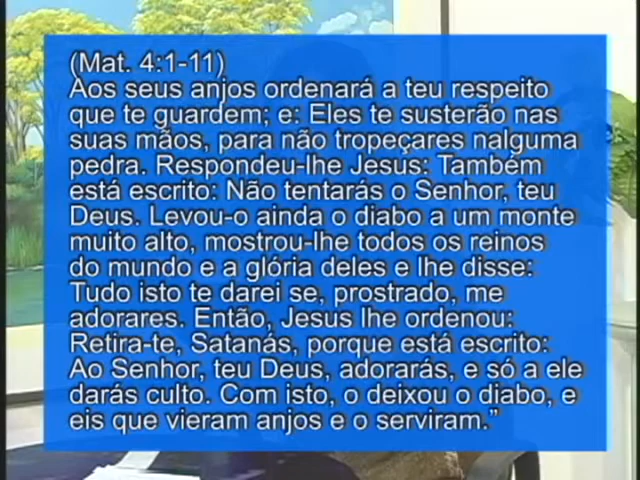 (Mat. 4:1-11)
Aos seus anjos ordenará a teu respeito
que te guardem; e: Eles te susterão nas
suas mãos, para não tropeçares nalguma
pedra. Respondeu-lhe Jesus: Também
está escrito: Não tentarás o Senhor, teu
Deus. Levou-o ainda o diabo a um monte
muito alto, mostrou-lhe todos os reinos
do mundo e a glória deles e lhe disse:
Tudo isto te darei se, prostrado, me
adorares. Então, Jesus lhe ordenou:
Retira-te, Satanás, porque está escrito:
Ao Senhor, teu Deus, adorarás, e só a ele
darás culto. Com isto, o deixou o diabo, e
eis que vieram anjos e o serviram.”